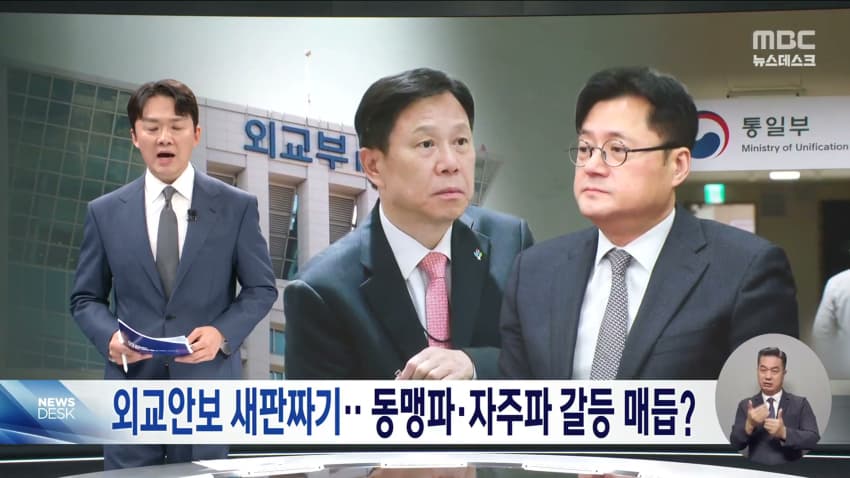 MBC
뉴스데스크
외교부
통일부
Ministry of Unification
NEWS
DESK
외교안보 새판짜기‥ 동맹파·자주파 갈등 매듭?